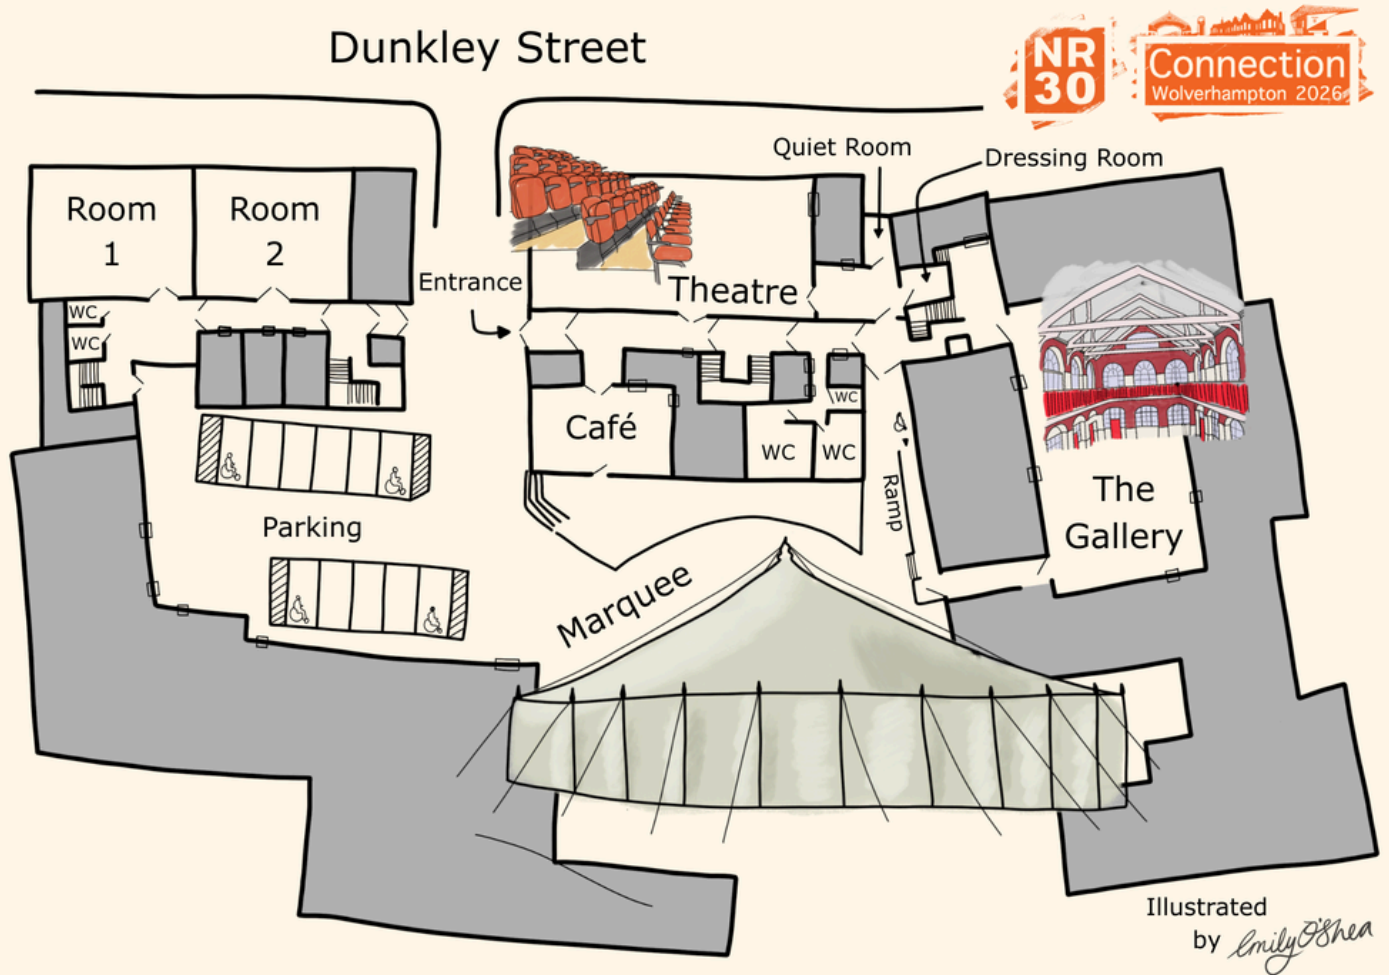 Dunkley Street
NR
30
Connection
Wolverhampton 2026
Quiet Room
Dressing Room
Room
1
Room
2
Entrance
Theatre
WC
WC
WC
Café
WC
WC
Ramp
The
Gallery
Parking
Marquee
Illustrated
by Emily O'Shea